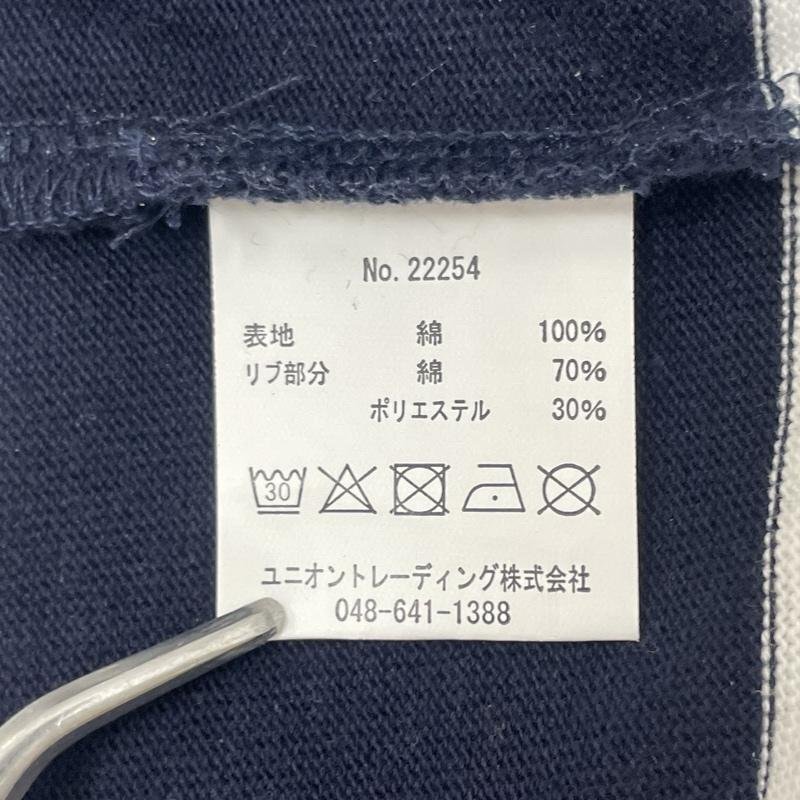 No. 22254
表地 綿 100%
リブ部分 綿 70%
ポリエステル 30%
30
ユニオントレーディング株式会社
048-641-1388